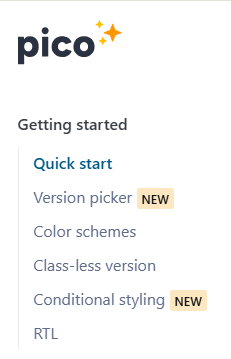 pico
Getting started
Quick start
Version picker NEW
Color schemes
Class-less version
Conditional styling NEW
RTL